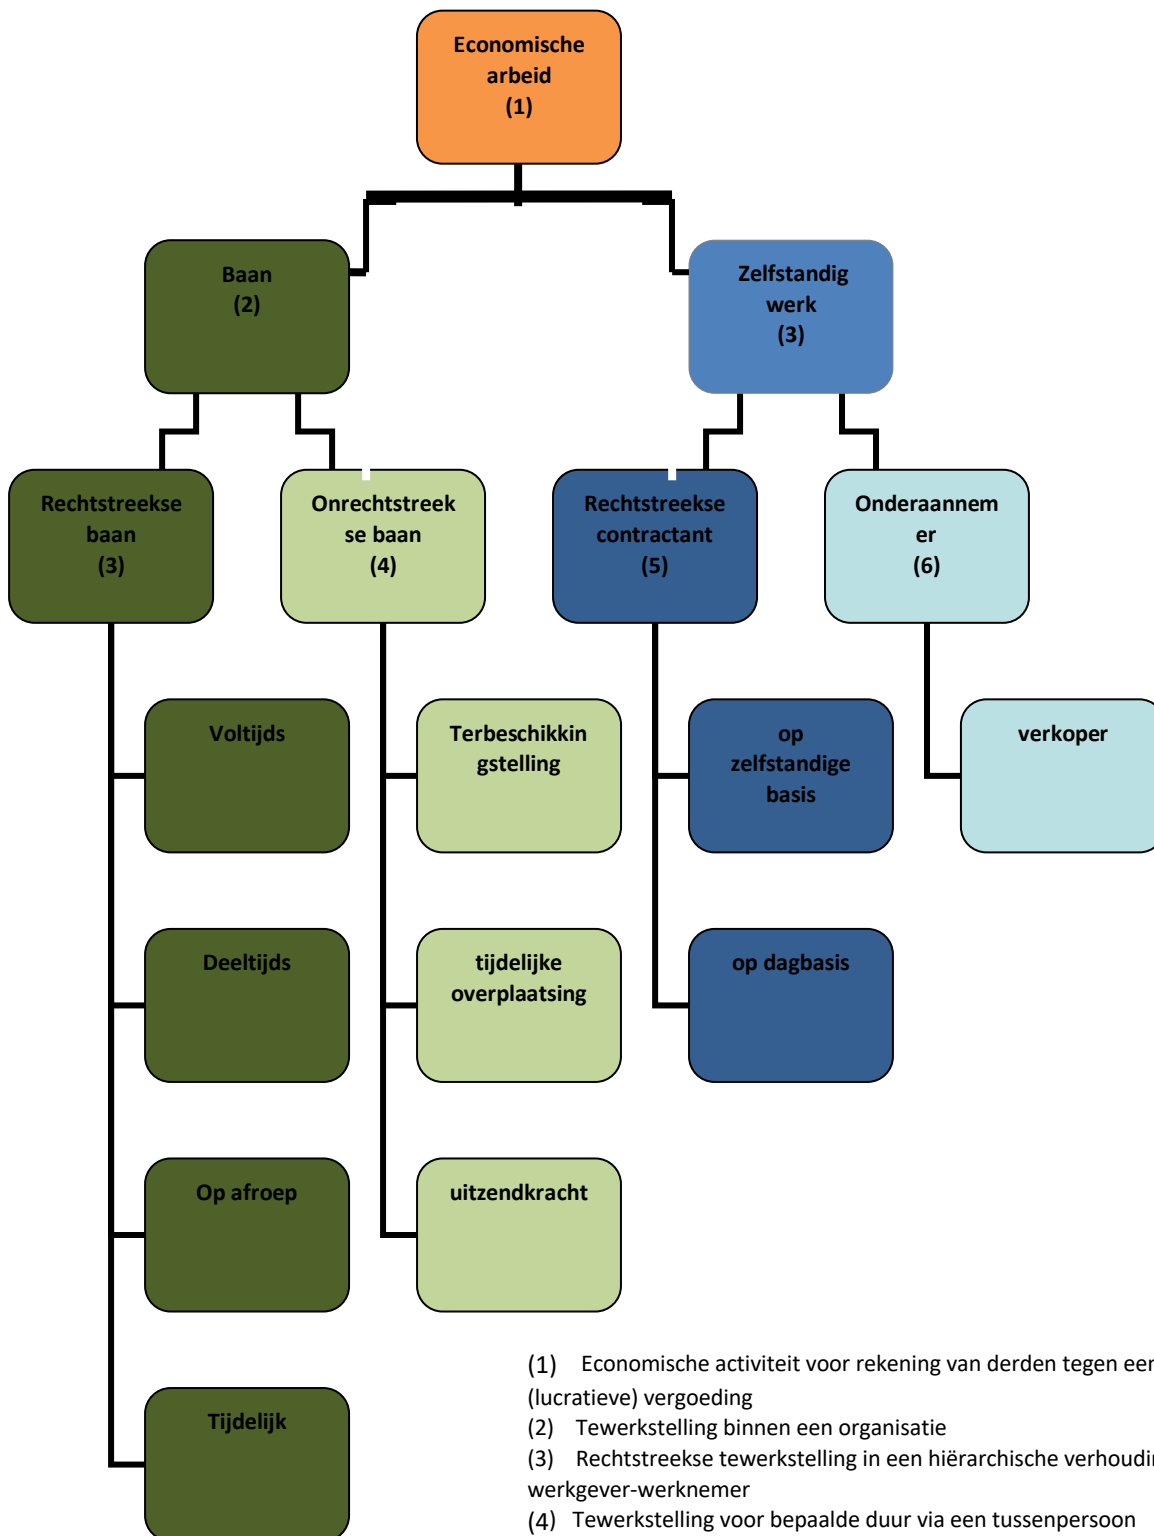 Economische
arbeid
(1)
Baan
(2)
Zelfstandig
werk
(3)
Rechtstreekse
baan
(3)
Onrechtstreek
se baan
(4)
Rechtstreekse
contractant
(5)
Onderaannem
er
(6)
Voltijds
Terbeschikkin
gstelling
op
zelfstandige
basis
verkoper
Deeltijds
tijdelijke
overplaatsing
op dagbasis
Op afroep
uitzendkracht
Tijdelijk
(1) Economische activiteit voor rekening van derden tegen een
(lucratieve) vergoeding
(2) Tewerkstelling binnen een organisatie
(3) Rechtstreekse tewerkstelling in een hiërarchische verhoudin
werkgever-werknemer
(4) Tewerkstelling voor bepaalde duur via een tussenpersoon